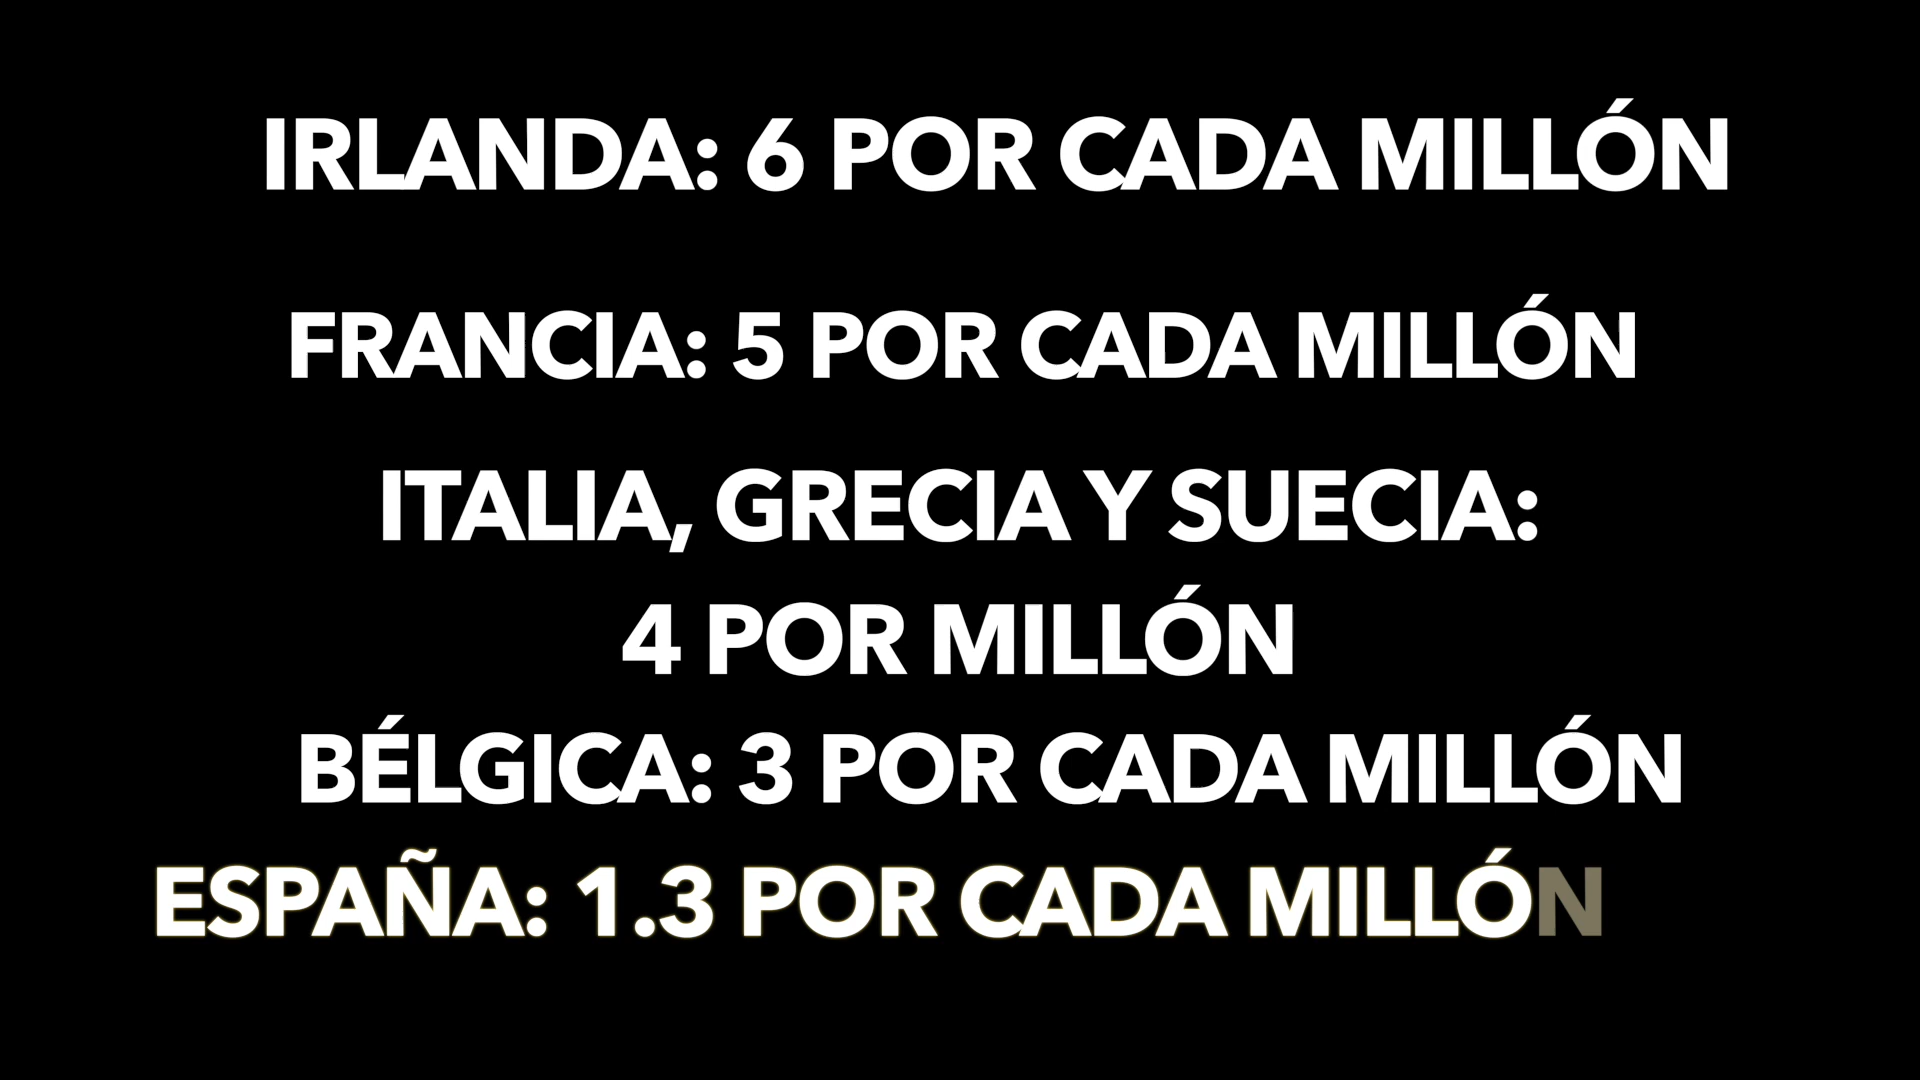 IRLANDA: 6 POR CADA MILLÓN
FRANCIA: 5 POR CADA MILLÓN
ITALIA, GRECIA Y SUECIA:
4 POR MILLÓN
BÉLGICA: 3 POR CADA MILLÓN
ESPAÑA: 1.3 POR CADA MILLÓN